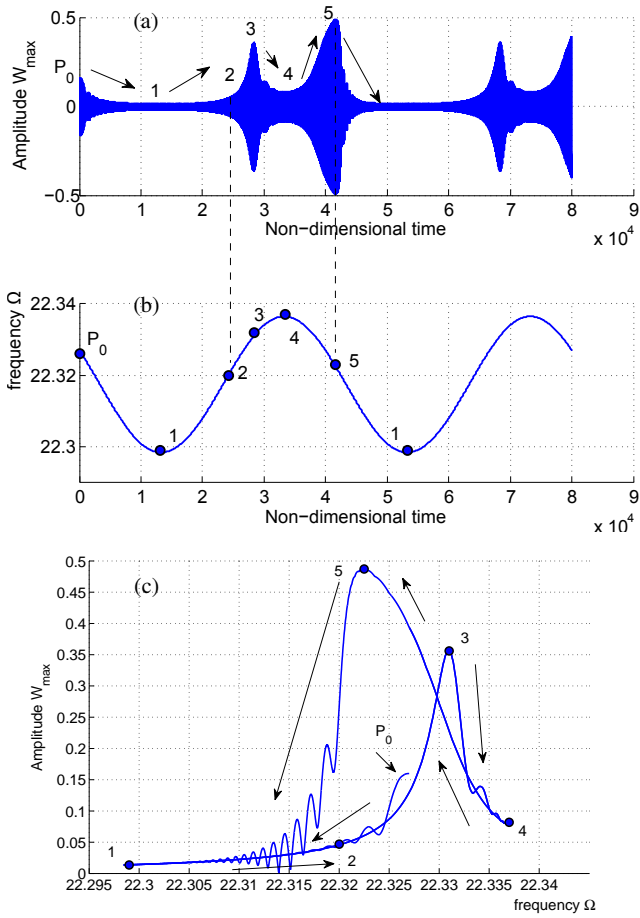 (a)
0.5
0
−0.5
Amplitude W_max
P_0
1
2
3
4
5
0 1 2 3 4 5 6 7 8
Non−dimensional time
x 10^4
(b)
22.34
22.32
22.3
frequency Ω
P_0
1
2
3
4
5
1
0 1 2 3 4 5 6 7 8
Non−dimensional time
x 10^4
(c)
0.5
0.45
0.4
0.35
0.3
0.25
0.2
0.15
0.1
0.05
0
Amplitude W_max
5
3
P_0
4
1
2
22.295 22.3 22.305 22.31 22.315 22.32 22.325 22.33 22.335 22.34
frequency Ω